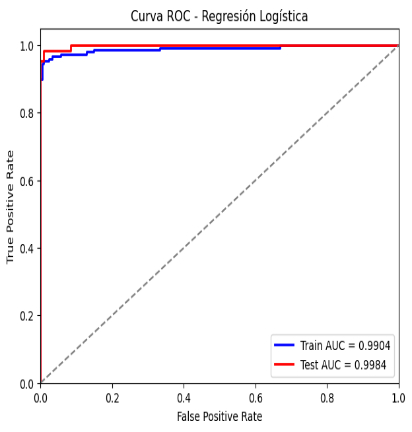 Curva ROC - Regresión Logística
True Positive Rate
1.0
0.8
0.6
0.4
0.2
0.0
0.0 0.2 0.4 0.6 0.8 1.0
False Positive Rate
Train AUC = 0.9904
Test AUC = 0.9984